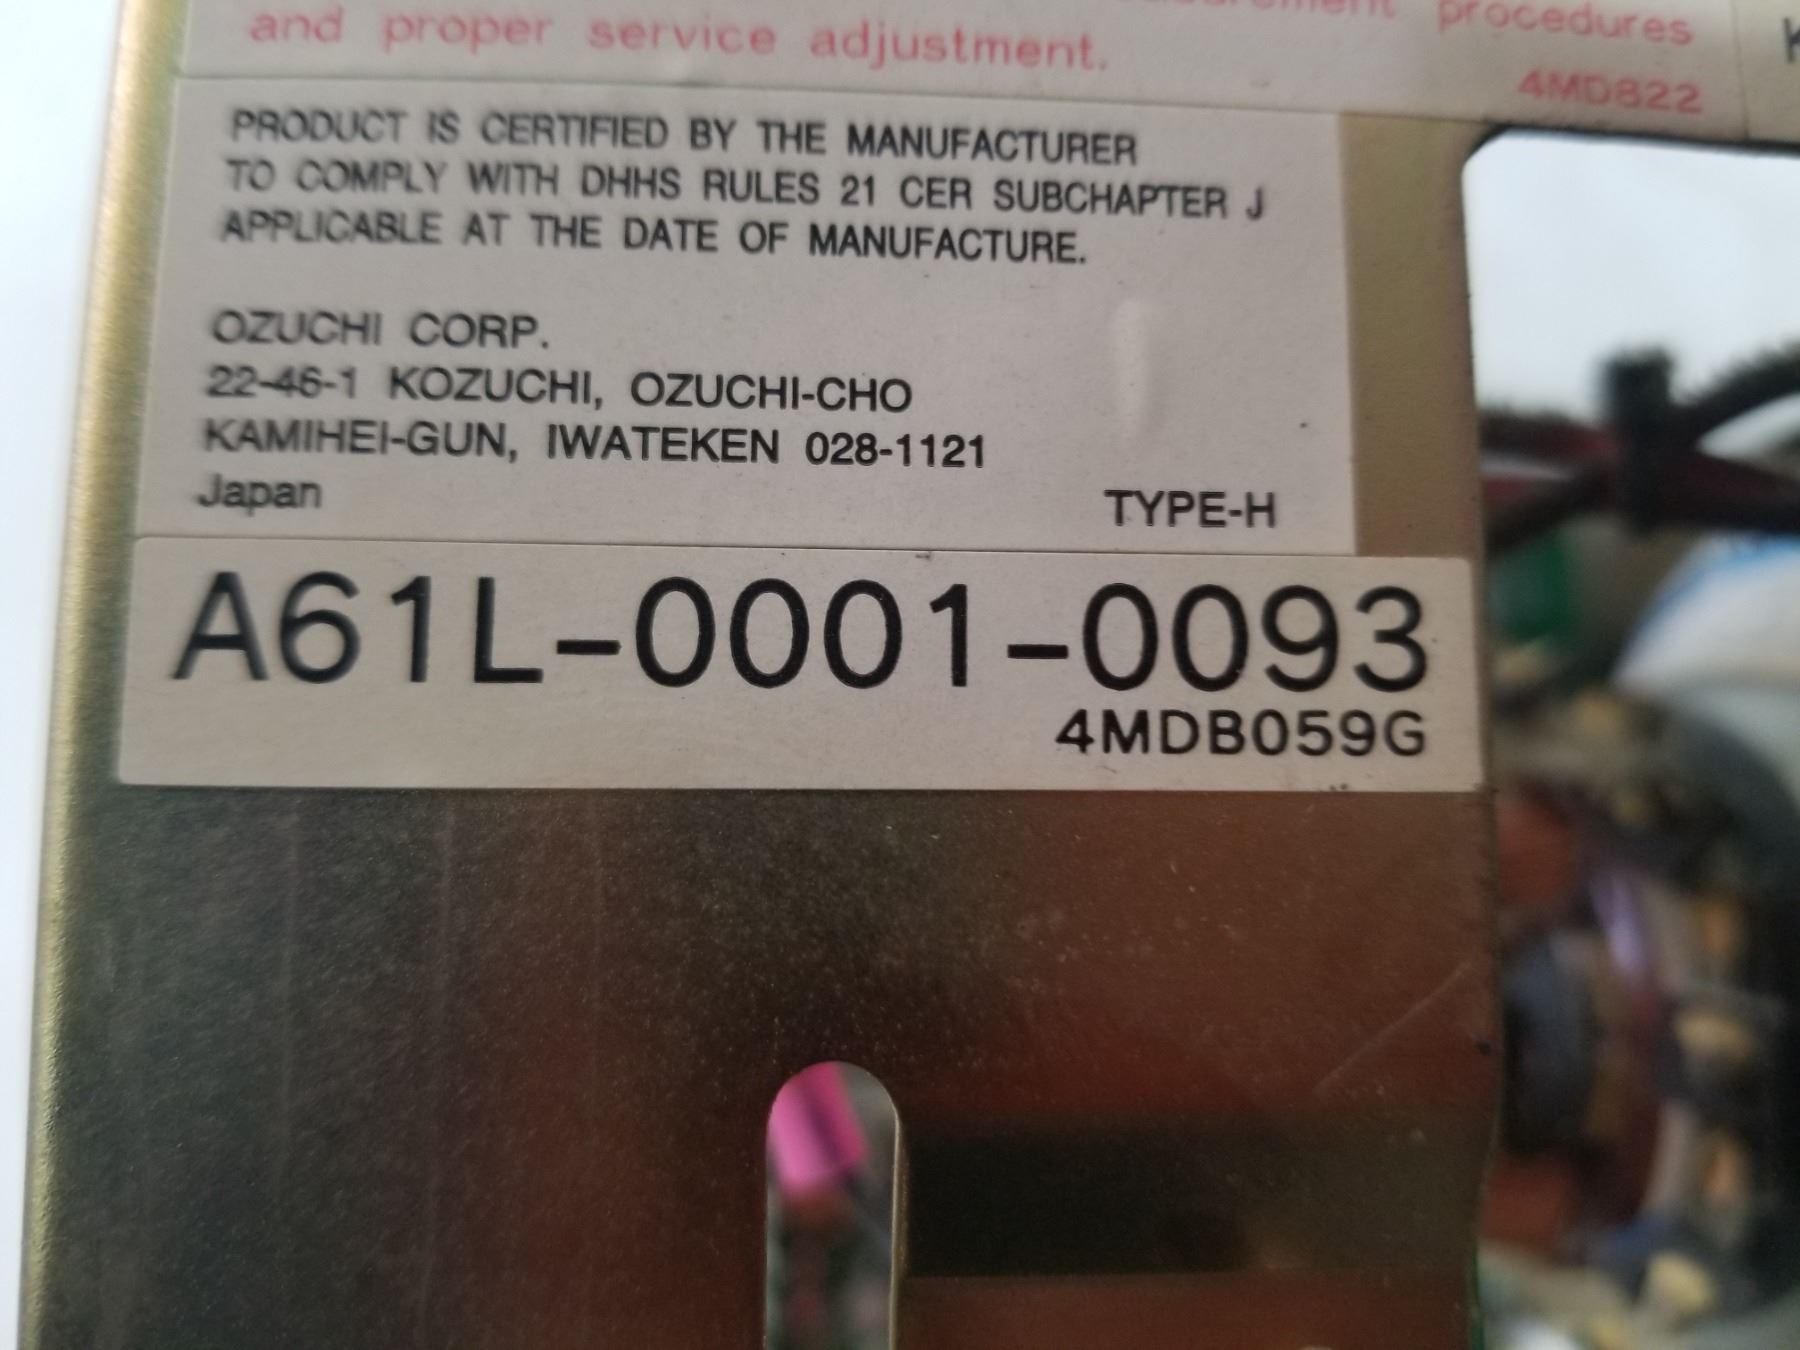 procedures
and proper service adjustment.
4MD822
K
PRODUCT IS CERTIFIED BY THE MANUFACTURER
TO COMPLY WITH DHHS RULES 21 CER SUBCHAPTER J
APPLICABLE AT THE DATE OF MANUFACTURE.
OZUCHI CORP.
22-46-1 KOZUCHI, OZUCHI-CHO
KAMIHEI-GUN, IWATEKEN 028-1121
Japan
TYPE-H
A61L-0001-0093
4MDB059G